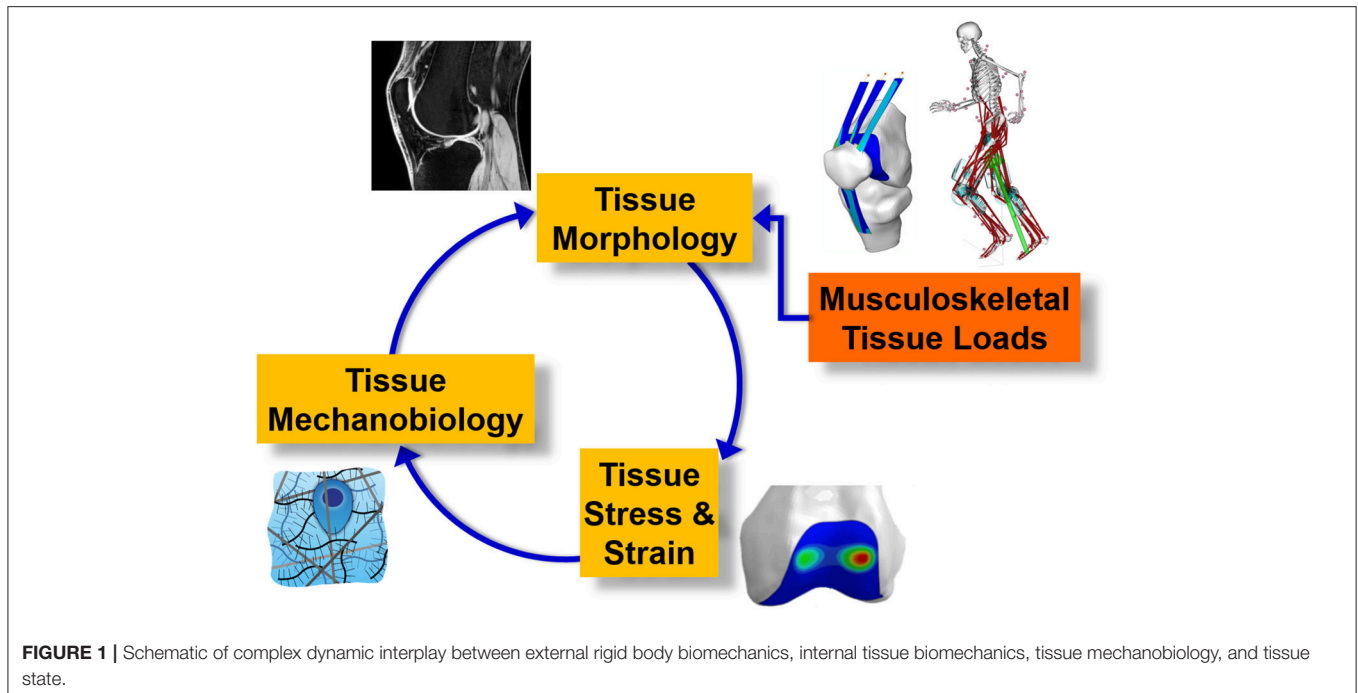 Tissue
Morphology
Musculoskeletal
Tissue Loads
Tissue
Mechanobiology
Tissue
Stress &
Strain
FIGURE 1 | Schematic of complex dynamic interplay between external rigid body biomechanics, internal tissue biomechanics, tissue mechanobiology, and tissue
state.